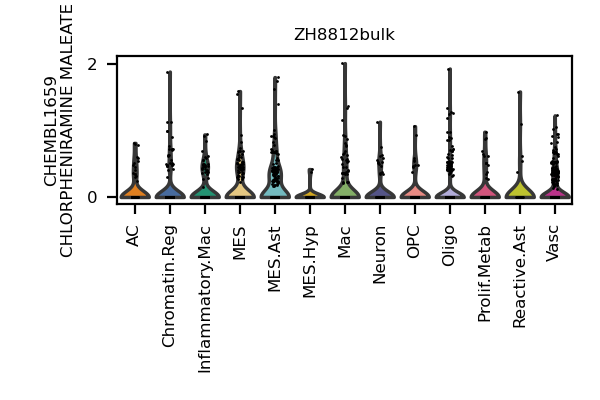 ZH8812bulk
CHEMBL1659
CHLORPHENIRAMINE MALEATE
2
0
AC
Chromatin.Reg
Inflammatory.Mac
MES
MES.Ast
MES.Hyp
Mac
Neuron
OPC
Oligo
Prolif.Metab
Reactive.Ast
Vasc